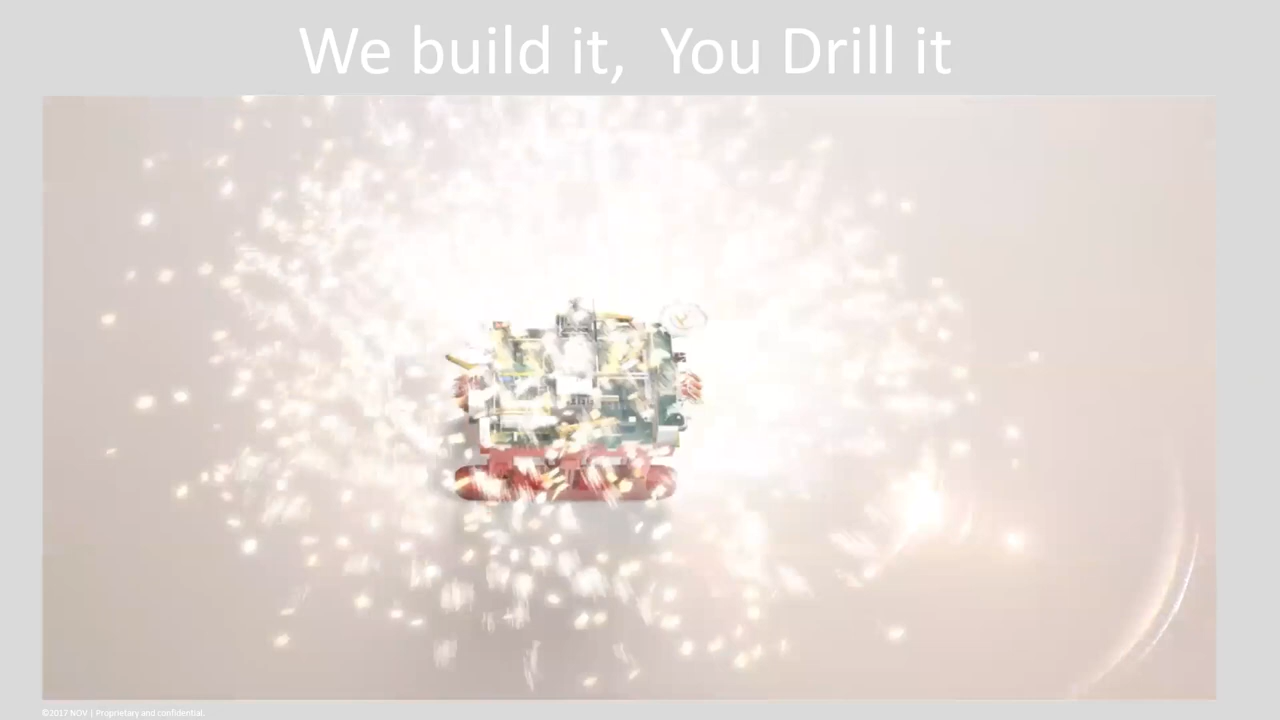 We build it,  You Drill it
©2017 NOV | Proprietary and confidential.